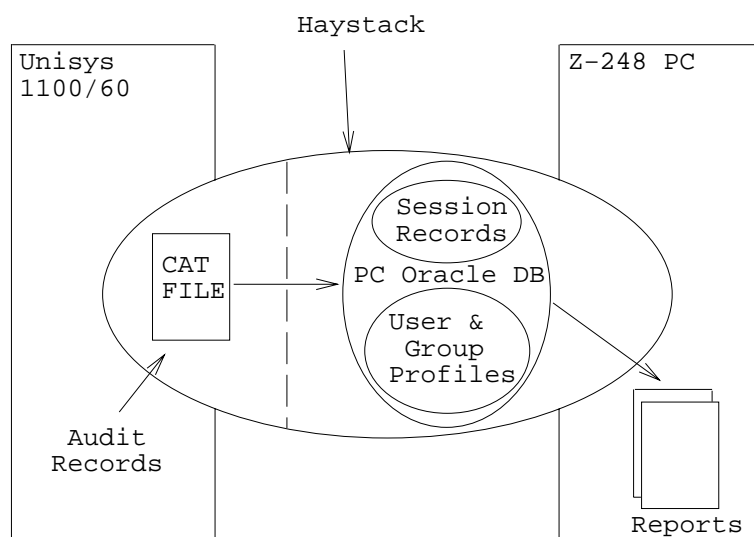 Haystack
Unisys
1100/60
Z-248 PC
Session
Records
CAT
FILE
PC Oracle DB
User &
Group
Profiles
Audit
Records
Reports